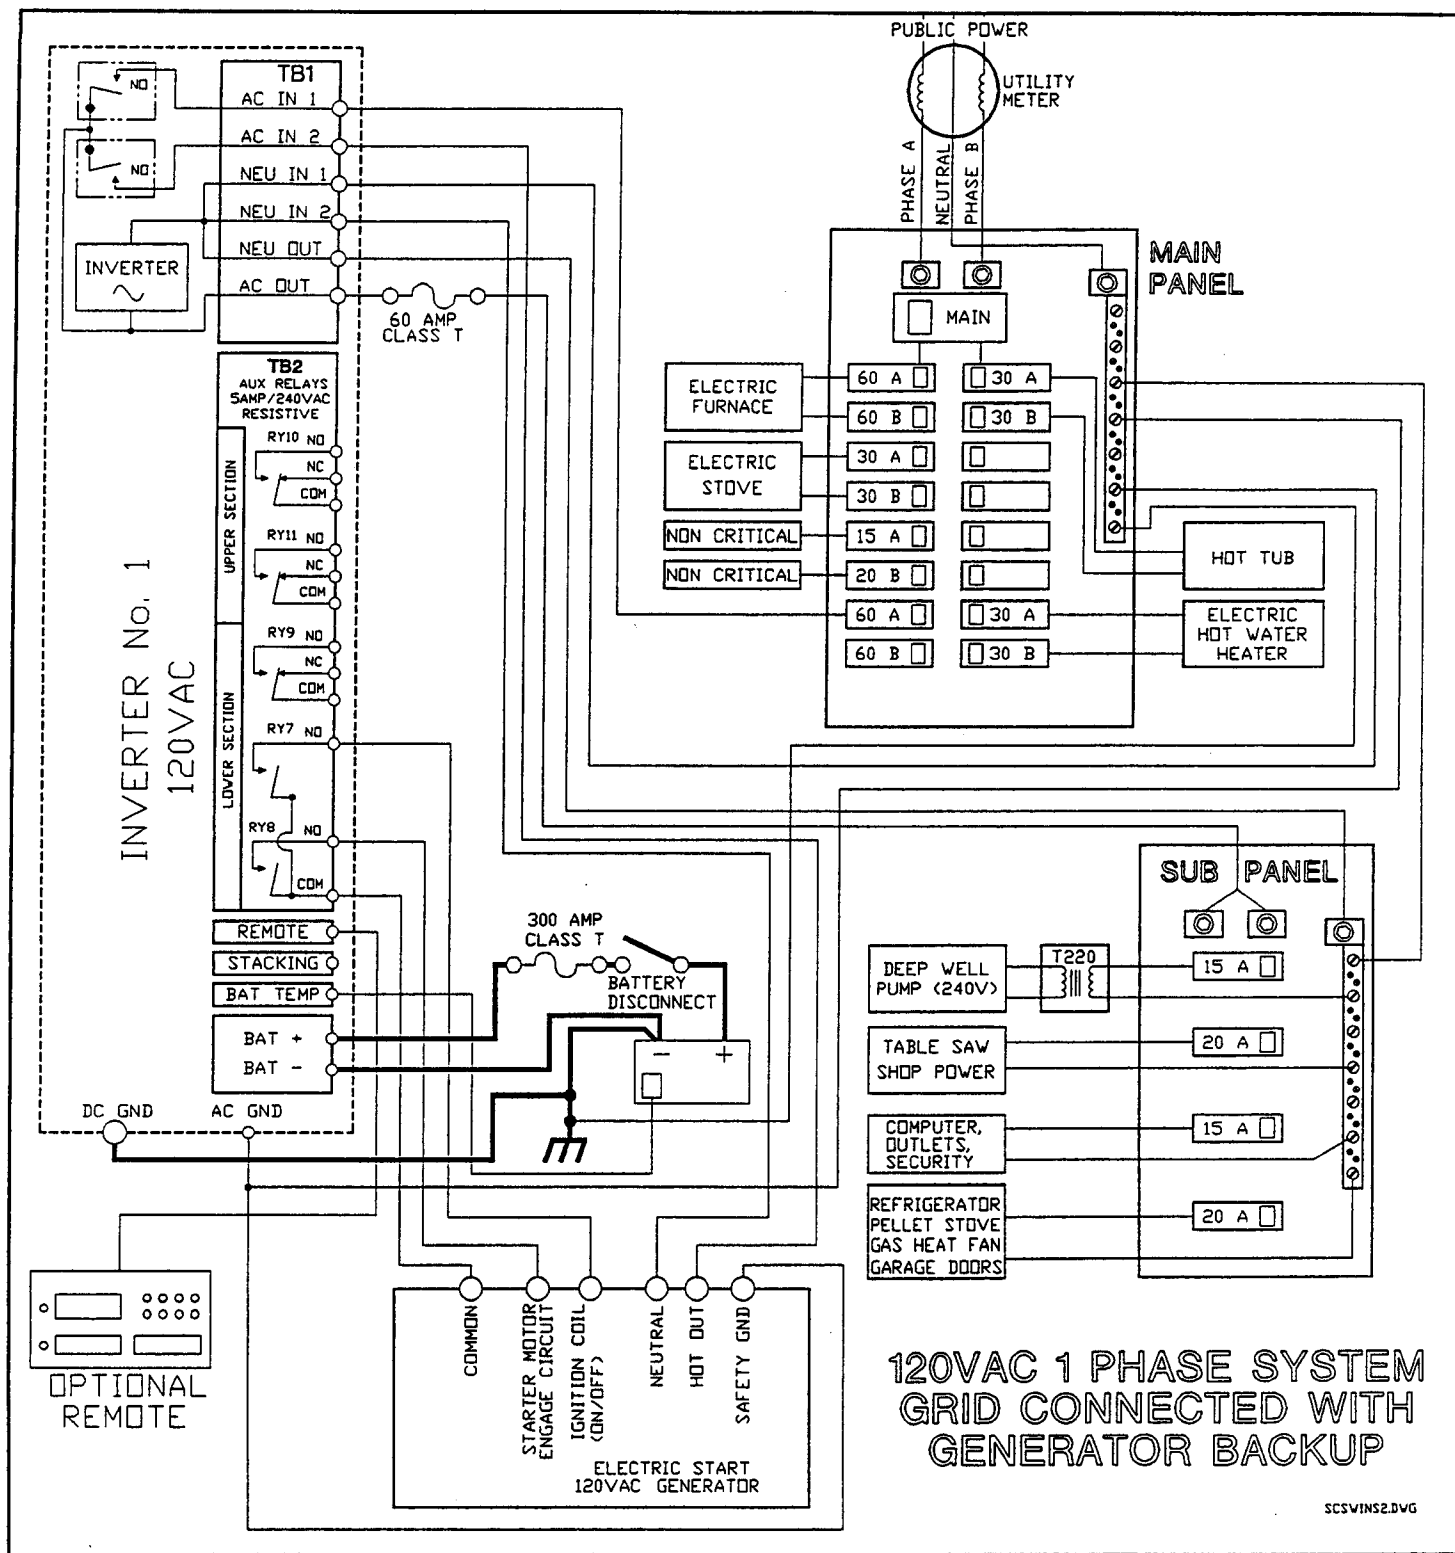 PUBLIC POWER
UTILITY
METER
PHASE A
NEUTRAL
PHASE B
TB1
NO
AC IN 1
AC IN 2
NO
NEU IN 1
NEU IN 2
NEU OUT
INVERTER
AC OUT
60 AMP
CLASS T
MAIN
PANEL
MAIN
TB2
AUX RELAYS
5AMP/240VAC
RESISTIVE
UPPER SECTION
RY10 NO
NC
COM
RY11 NO
NC
COM
LOWER SECTION
RY9 NO
NC
COM
RY7 NO
RY8 NO
COM
INVERTER No. 1
120VAC
ELECTRIC
FURNACE
60 A
60 B
30 A
30 B
ELECTRIC
STOVE
30 A
30 B
NON CRITICAL
15 A
NON CRITICAL
20 B
60 A
60 B
30 A
30 B
HOT TUB
ELECTRIC
HOT WATER
HEATER
REMOTE
STACKING
BAT TEMP
BAT +
BAT -
DC GND
AC GND
300 AMP
CLASS T
BATTERY
DISCONNECT
- +
SUB PANEL
DEEP WELL
PUMP (240V)
T220
15 A
TABLE SAW
SHOP POWER
20 A
COMPUTER,
OUTLETS,
SECURITY
15 A
REFRIGERATOR
PELLET STOVE
GAS HEAT FAN
GARAGE DOORS
20 A
OPTIONAL
REMOTE
COMMON
STARTER MOTOR
ENGAGE CIRCUIT
IGNITION COIL
(ON/OFF)
NEUTRAL
HOT OUT
SAFETY GND
ELECTRIC START
120VAC GENERATOR
120VAC 1 PHASE SYSTEM
GRID CONNECTED WITH
GENERATOR BACKUP
SCSWINS2.DWG